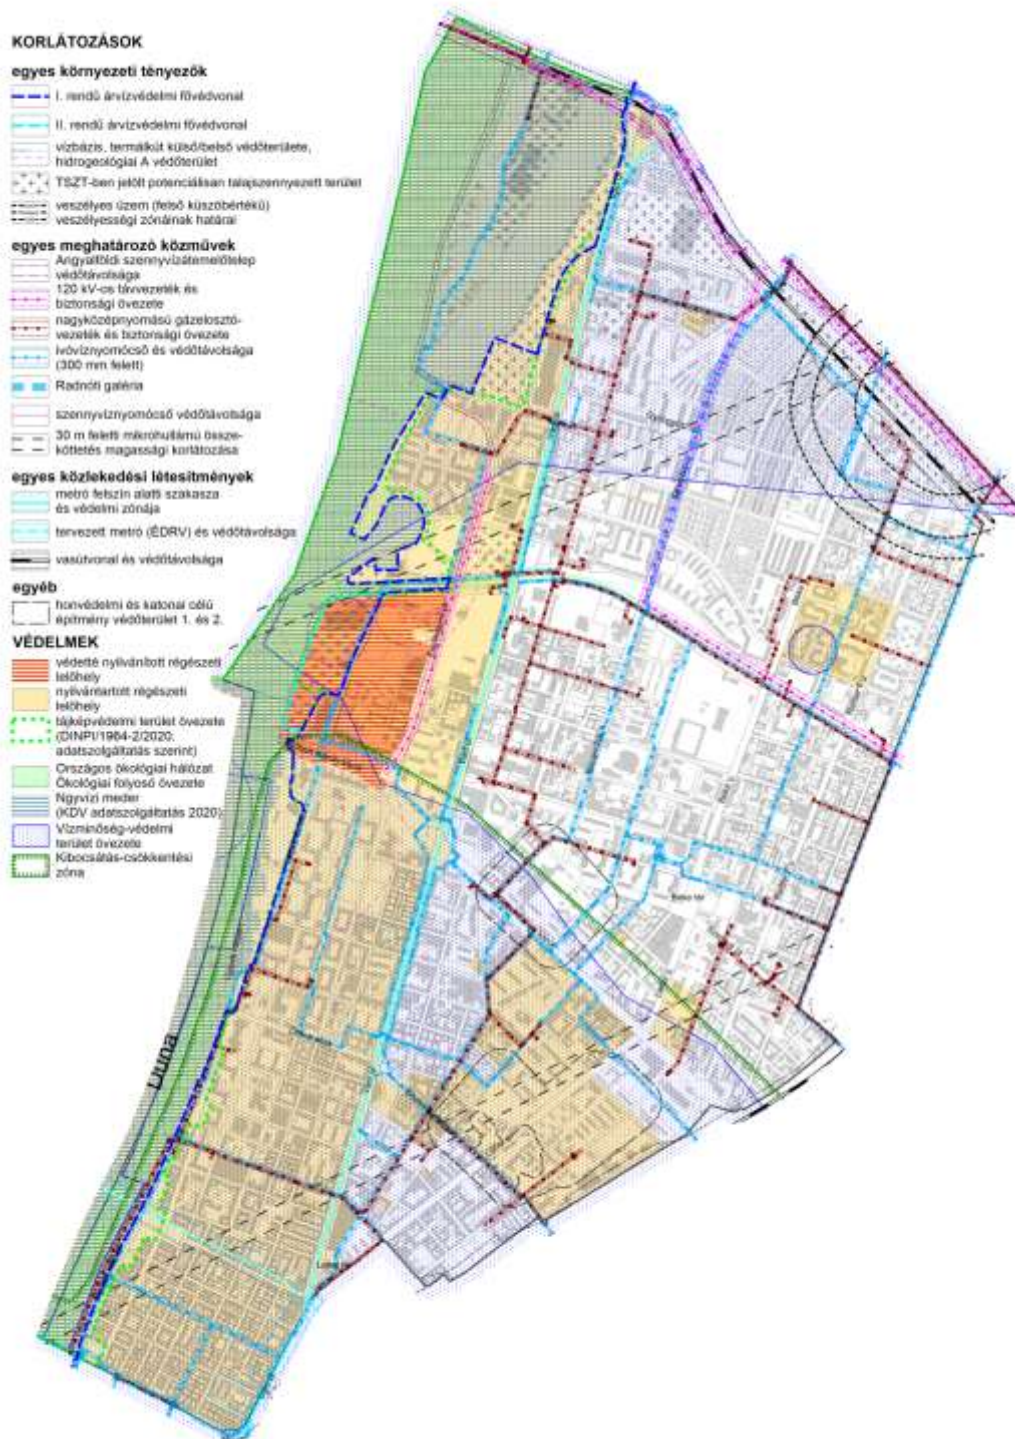 KORLÁTOZÁSOK
egyes környezeti tényezők
I. rendű árvízvédelmi fővédvonal
II. rendű árvízvédelmi fővédvonal
vízbázis, termálkút külső/belső védőterülete,
hidrogeológiai A védőterület
TSZT-ben jelölt potenciálisan talajszennyezett terület
veszélyes üzem (felső küszöbértékű)
veszélyességi zónáinak határai
egyes meghatározó közművek
Angyalföldi szennyvízátemelőtelep
védőtávolsága
120 kV-os távvezeték és
biztonsági övezete
nagyközépnyomású gázelosztó-
vezeték és biztonsági övezete
ivóvíznyomócső és védőtávolsága
(300 mm felett)
Radnóti galéria
szennyvíznyomócső védőtávolsága
30 m feletti mikrohullámú össze-
köttetés magassági korlátozása
egyes közlekedési létesítmények
metró felszín alatti szakasza
és védelmi zónája
tervezett metró (ÉDRV) és védőtávolsága
vasútvonal és védőtávolsága
egyéb
honvédelmi és katonai célú
építmény védőterület 1. és 2.
VÉDELMEK
védetté nyilvánított régészeti
lelőhely
nyilvántartott régészeti
lelőhely
tájképvédelmi terület övezete
(DINPI/1984-2/2020.
adatszolgáltatás szerint)
Országos ökológiai hálózat
Ökológiai folyosó övezete
Ngyvízi meder
(KDV adatszolgáltatás 2020)
Vízminőség-védelmi
terület övezete
Kibocsátás-csökkentési
zóna
Duna